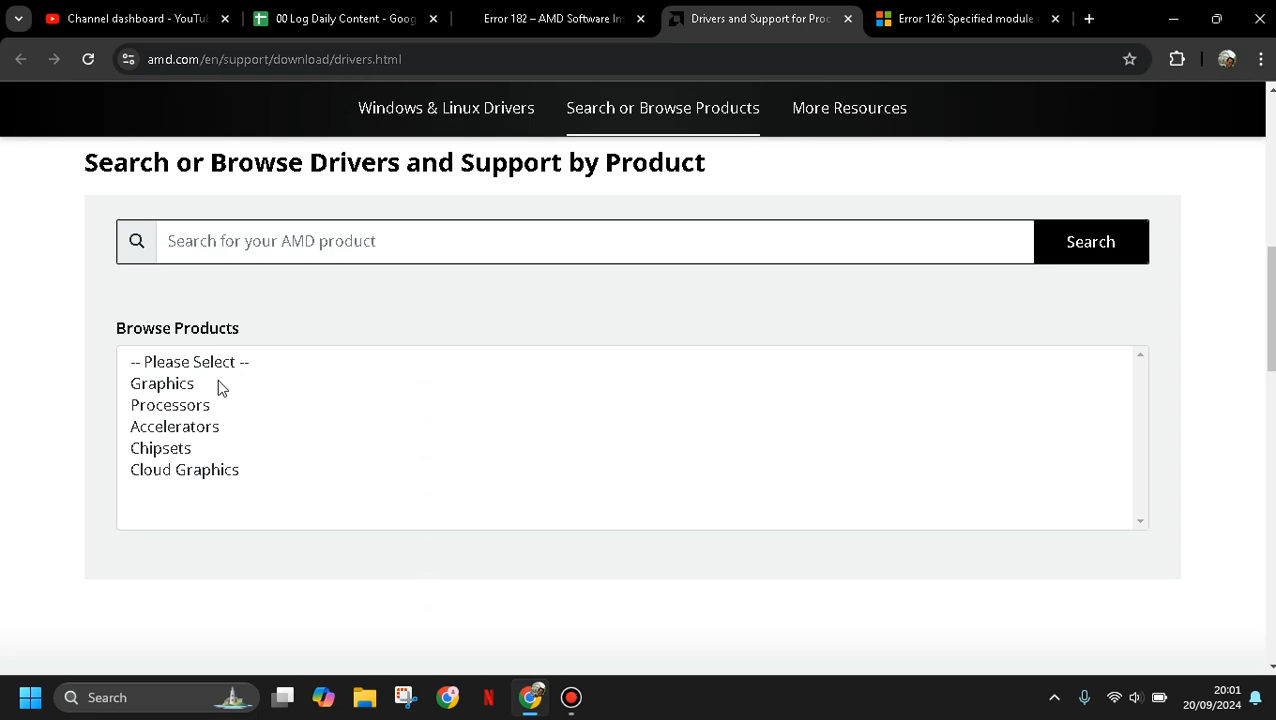 Channel dashboard - YouTu
00 Log Daily Content - Goog
Error 182 – AMD Software In
Drivers and Support for Proc
Error 126: Specified module
amd.com/en/support/download/drivers.html
Windows & Linux Drivers
Search or Browse Products
More Resources
Search or Browse Drivers and Support by Product
Search for your AMD product
Search
Browse Products
-- Please Select --
Graphics
Processors
Accelerators
Chipsets
Cloud Graphics
Search
20:01
20/09/2024